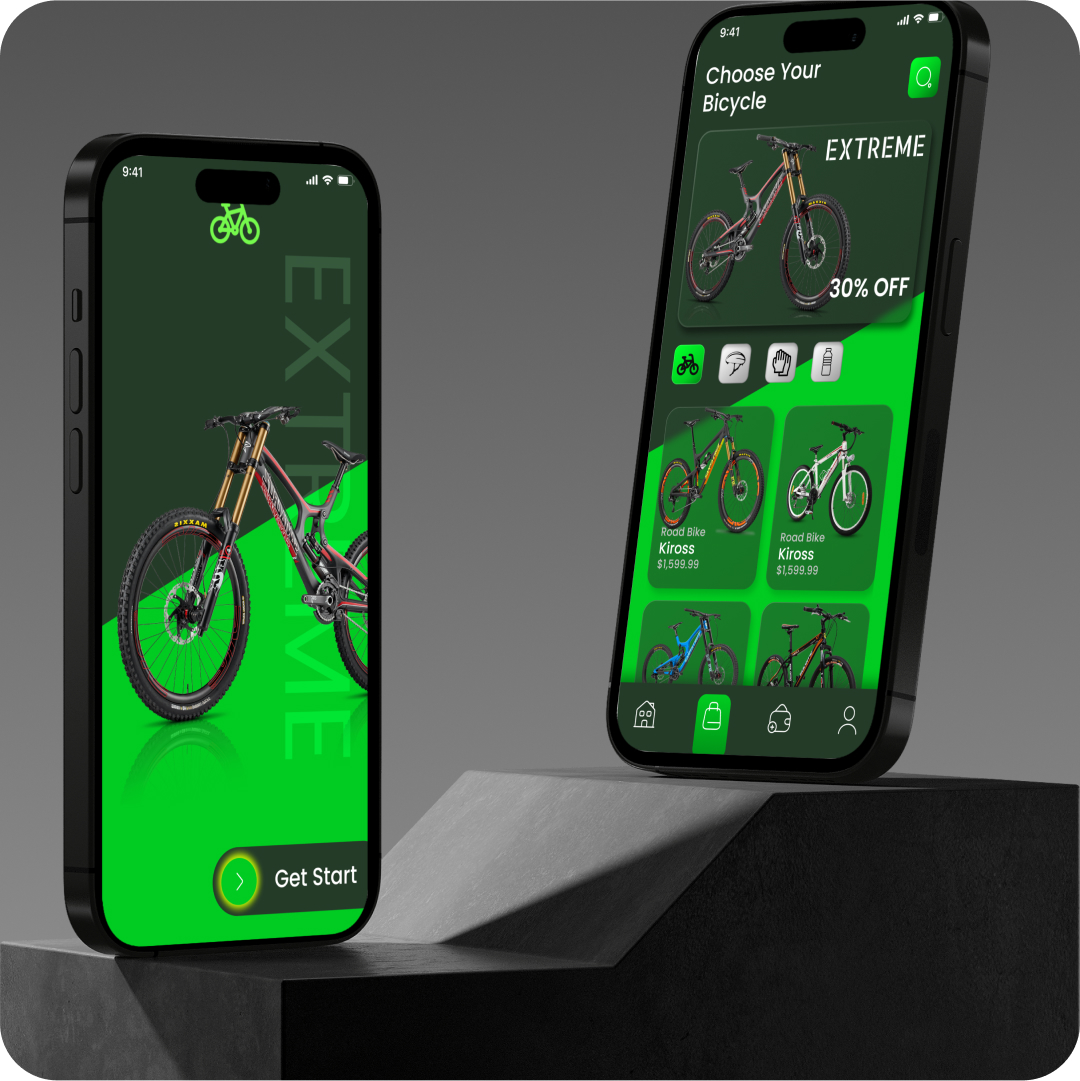 9:41
EXTREME
MAXXIS
Get Start
9:41
Choose Your
Bicycle
EXTREME
30% OFF
Road Bike
Kiross
$1,599.99
Road Bike
Kiross
$1,599.99